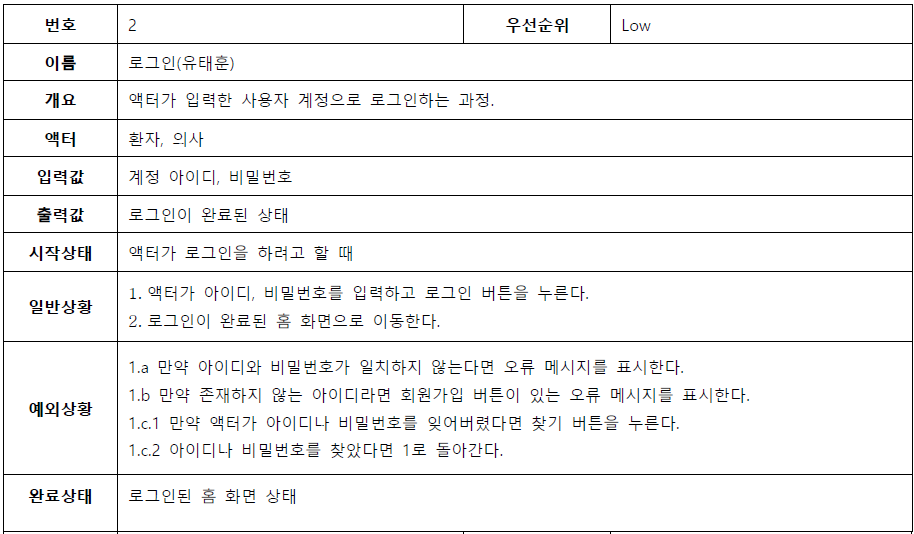 번호 2 우선순위 Low
이름 로그인(유태훈)
개요 액터가 입력한 사용자 계정으로 로그인하는 과정.
액터 환자, 의사
입력값 계정 아이디, 비밀번호
출력값 로그인이 완료된 상태
시작상태 액터가 로그인을 하려고 할 때
일반상황 1. 액터가 아이디, 비밀번호를 입력하고 로그인 버튼을 누른다.
2. 로그인이 완료된 홈 화면으로 이동한다.
예외상황 1.a 만약 아이디와 비밀번호가 일치하지 않는다면 오류 메시지를 표시한다.
1.b 만약 존재하지 않는 아이디라면 회원가입 버튼이 있는 오류 메시지를 표시한다.
1.c.1 만약 액터가 아이디나 비밀번호를 잊어버렸다면 찾기 버튼을 누른다.
1.c.2 아이디나 비밀번호를 찾았다면 1로 돌아간다.
완료상태 로그인된 홈 화면 상태